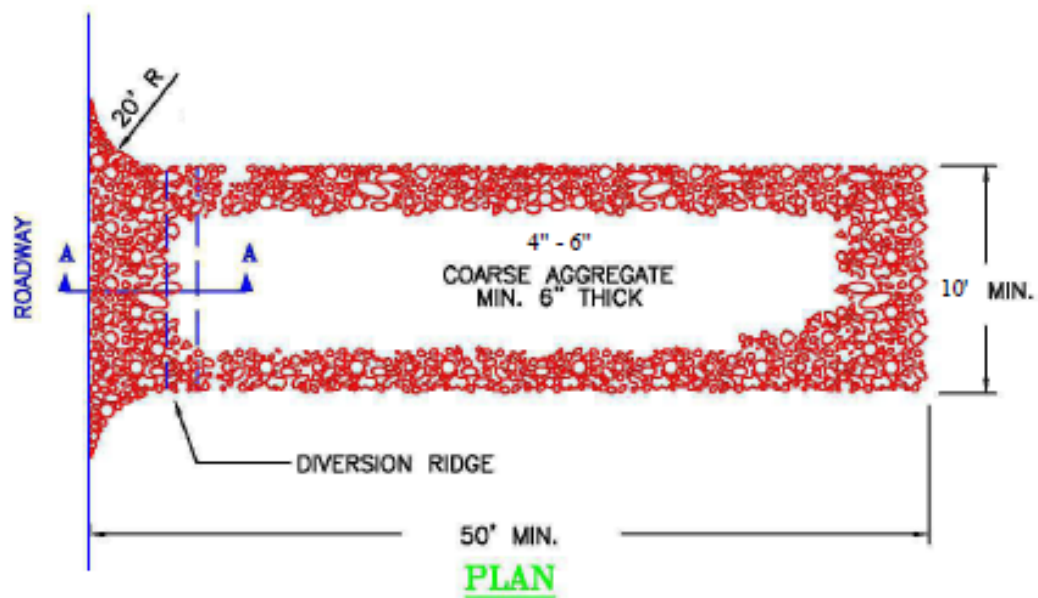 20' R
ROADWAY
A
A
4" - 6"
COARSE AGGREGATE
MIN. 6" THICK
10' MIN.
DIVERSION RIDGE
50' MIN.
PLAN